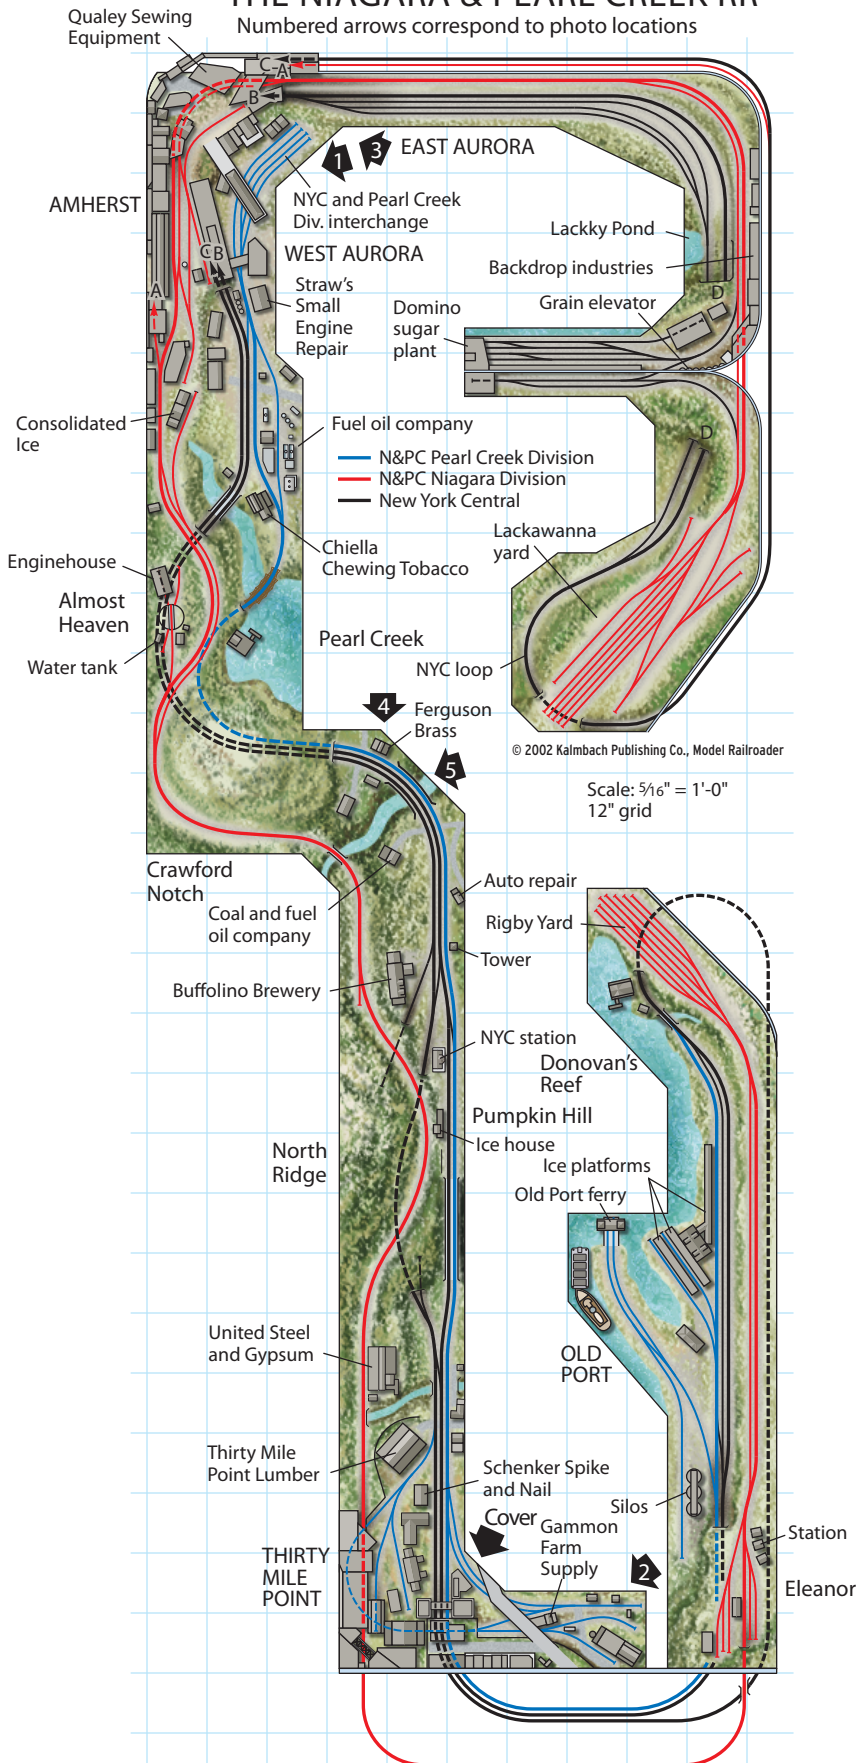 THE NIAGARA & PEARL CREEK RR
Numbered arrows correspond to photo locations
Qualey Sewing
Equipment
C
A
B
1
3
EAST AURORA
AMHERST
NYC and Pearl Creek
Div. interchange
Lackky Pond
WEST AURORA
Backdrop industries
C
B
A
Straw's
Small
Engine
Repair
Domino
sugar
plant
Grain elevator
D
Consolidated
Ice
Fuel oil company
D
N&PC Pearl Creek Division
N&PC Niagara Division
New York Central
Lackawanna
yard
Enginehouse
Chiella
Chewing Tobacco
Almost
Heaven
Pearl Creek
Water tank
NYC loop
4
Ferguson
Brass
5
© 2002 Kalmbach Publishing Co., Model Railroader
Scale: 5/16" = 1'-0"
12" grid
Crawford
Notch
Auto repair
Coal and fuel
oil company
Rigby Yard
Tower
Buffolino Brewery
NYC station
Donovan's
Reef
Pumpkin Hill
Ice house
North
Ridge
Ice platforms
Old Port ferry
United Steel
and Gypsum
OLD
PORT
Thirty Mile
Point Lumber
Schenker Spike
and Nail
Silos
Cover
Gammon
Farm
Supply
Station
THIRTY
MILE
POINT
2
Eleanor